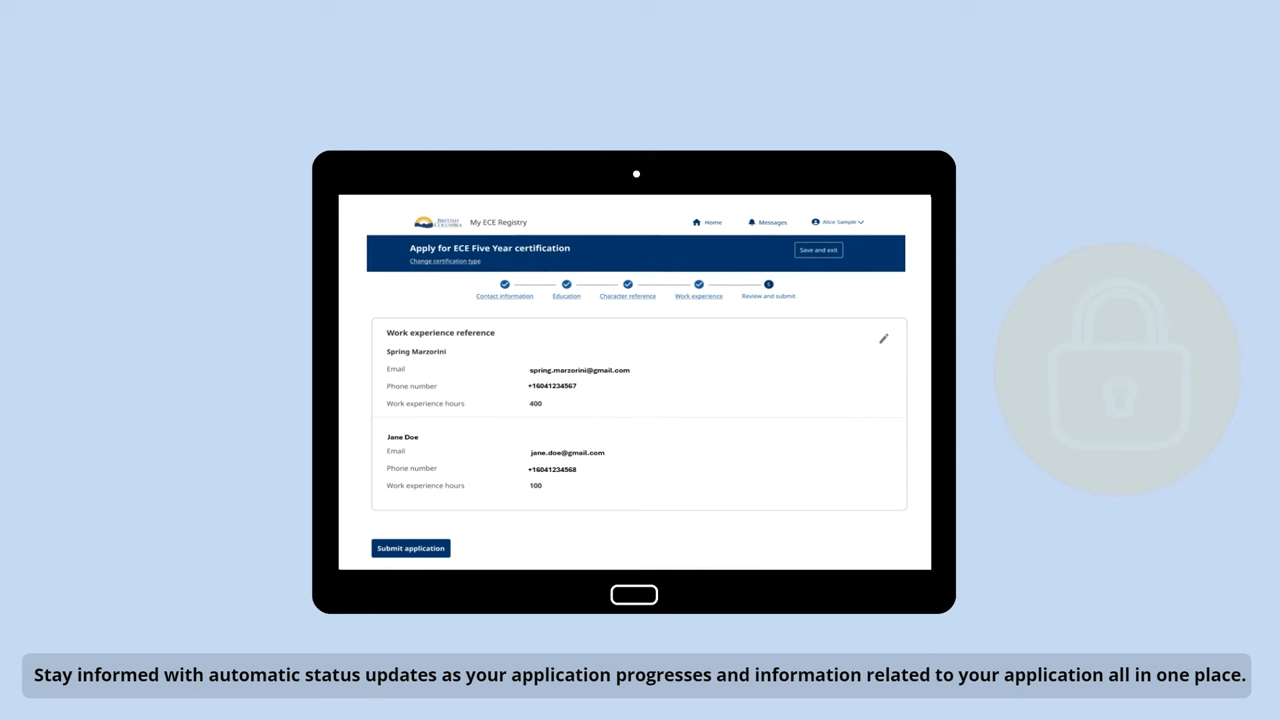 BRITISH COLUMBIA My ECE Registry Home Messages Alice Sample
Apply for ECE Five Year certification Save and exit
Change certification type
5
Contact information Education Character reference Work experience Review and submit
Work experience reference
Spring Marzorini
Email spring.marzorini@gmail.com
Phone number +16041234567
Work experience hours 400
Jane Doe
Email jane.doe@gmail.com
Phone number +16041234568
Work experience hours 100
Submit application
Stay informed with automatic status updates as your application progresses and information related to your application all in one place.